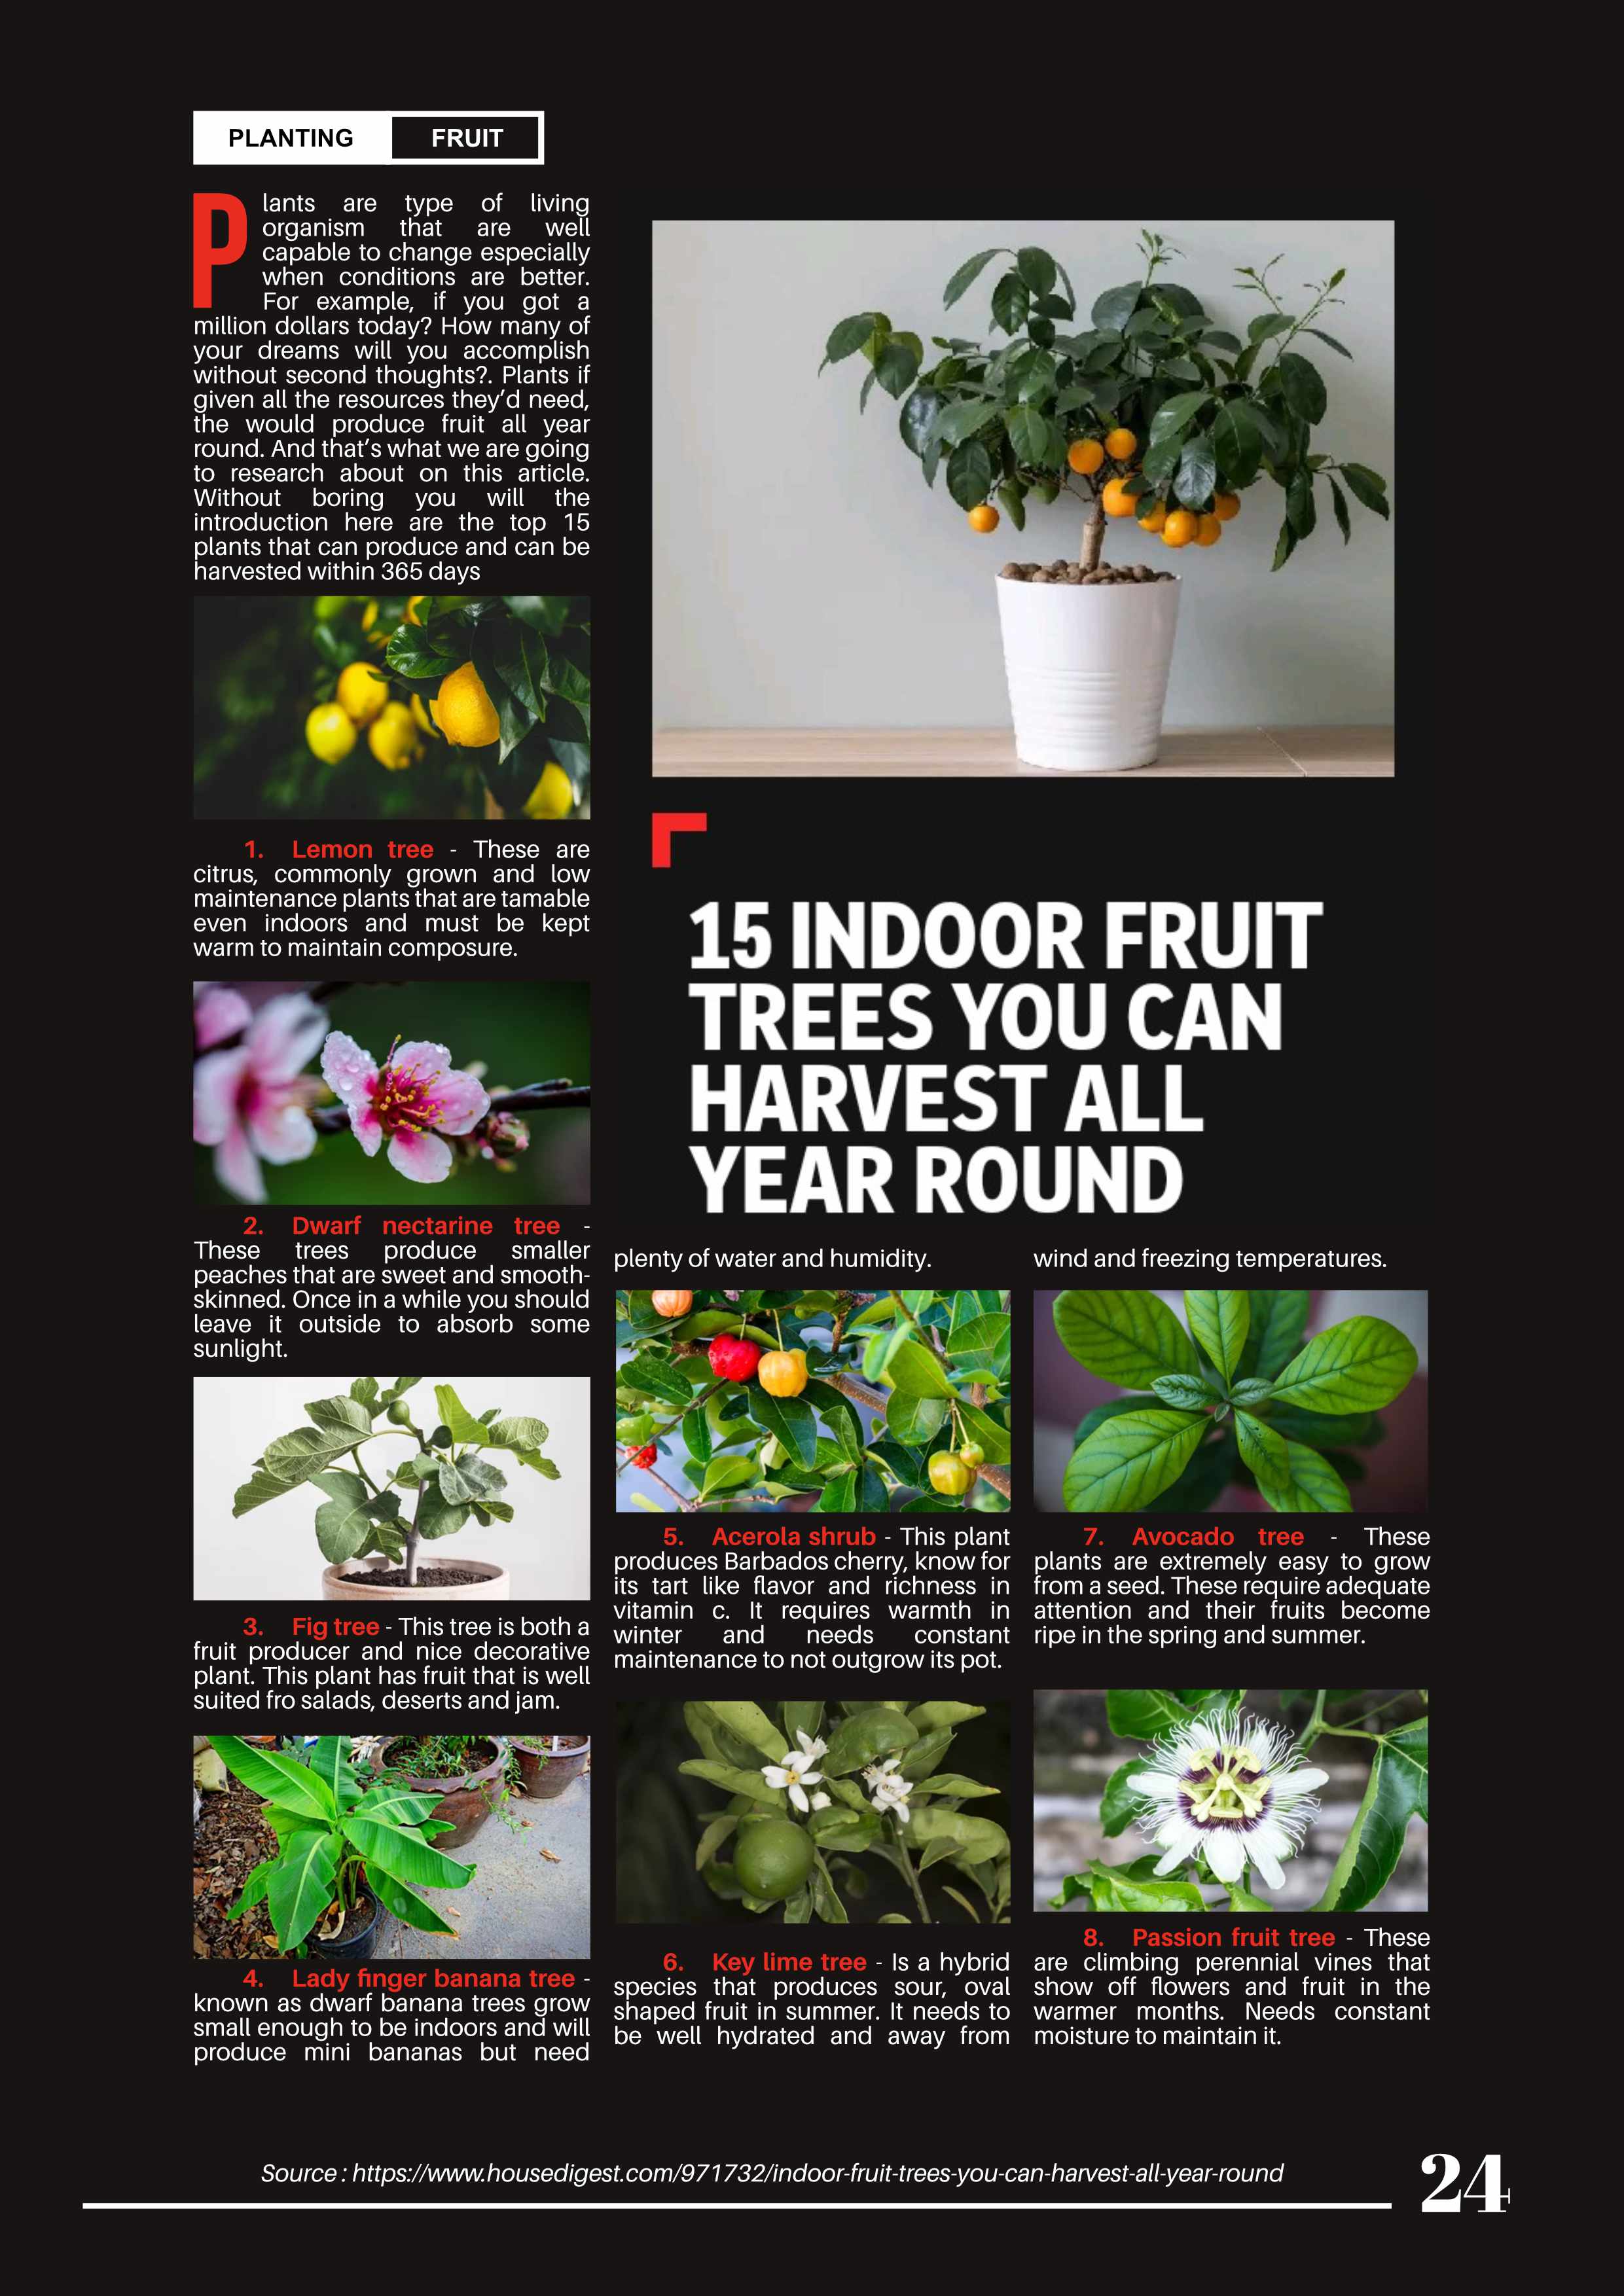 PLANTING FRUIT
Plants are type of living
organism that are well
capable to change especially
when conditions are better.
For example, if you got a
million dollars today? How many of
your dreams will you accomplish
without second thoughts?. Plants if
given all the resources they'd need,
the would produce fruit all year
round. And that's what we are going
to research about on this article.
Without boring you will the
introduction here are the top 15
plants that can produce and can be
harvested within 365 days
1. Lemon tree - These are
citrus, commonly grown and low
maintenance plants that are tamable
even indoors and must be kept
warm to maintain composure.
2. Dwarf nectarine tree -
These trees produce smaller
peaches that are sweet and smooth-
skinned. Once in a while you should
leave it outside to absorb some
sunlight.
3. Fig tree - This tree is both a
fruit producer and nice decorative
plant. This plant has fruit that is well
suited fro salads, deserts and jam.
4. Lady finger banana tree -
known as dwarf banana trees grow
small enough to be indoors and will
produce mini bananas but need
15 INDOOR FRUIT
TREES YOU CAN
HARVEST ALL
YEAR ROUND
plenty of water and humidity.
5. Acerola shrub - This plant
produces Barbados cherry, know for
its tart like flavor and richness in
vitamin c. It requires warmth in
winter and needs constant
maintenance to not outgrow its pot.
6. Key lime tree - Is a hybrid
species that produces sour, oval
shaped fruit in summer. It needs to
be well hydrated and away from
wind and freezing temperatures.
7. Avocado tree - These
plants are extremely easy to grow
from a seed. These require adequate
attention and their fruits become
ripe in the spring and summer.
8. Passion fruit tree - These
are climbing perennial vines that
show off flowers and fruit in the
warmer months. Needs constant
moisture to maintain it.
Source : https://www.housedigest.com/971732/indoor-fruit-trees-you-can-harvest-all-year-round
24